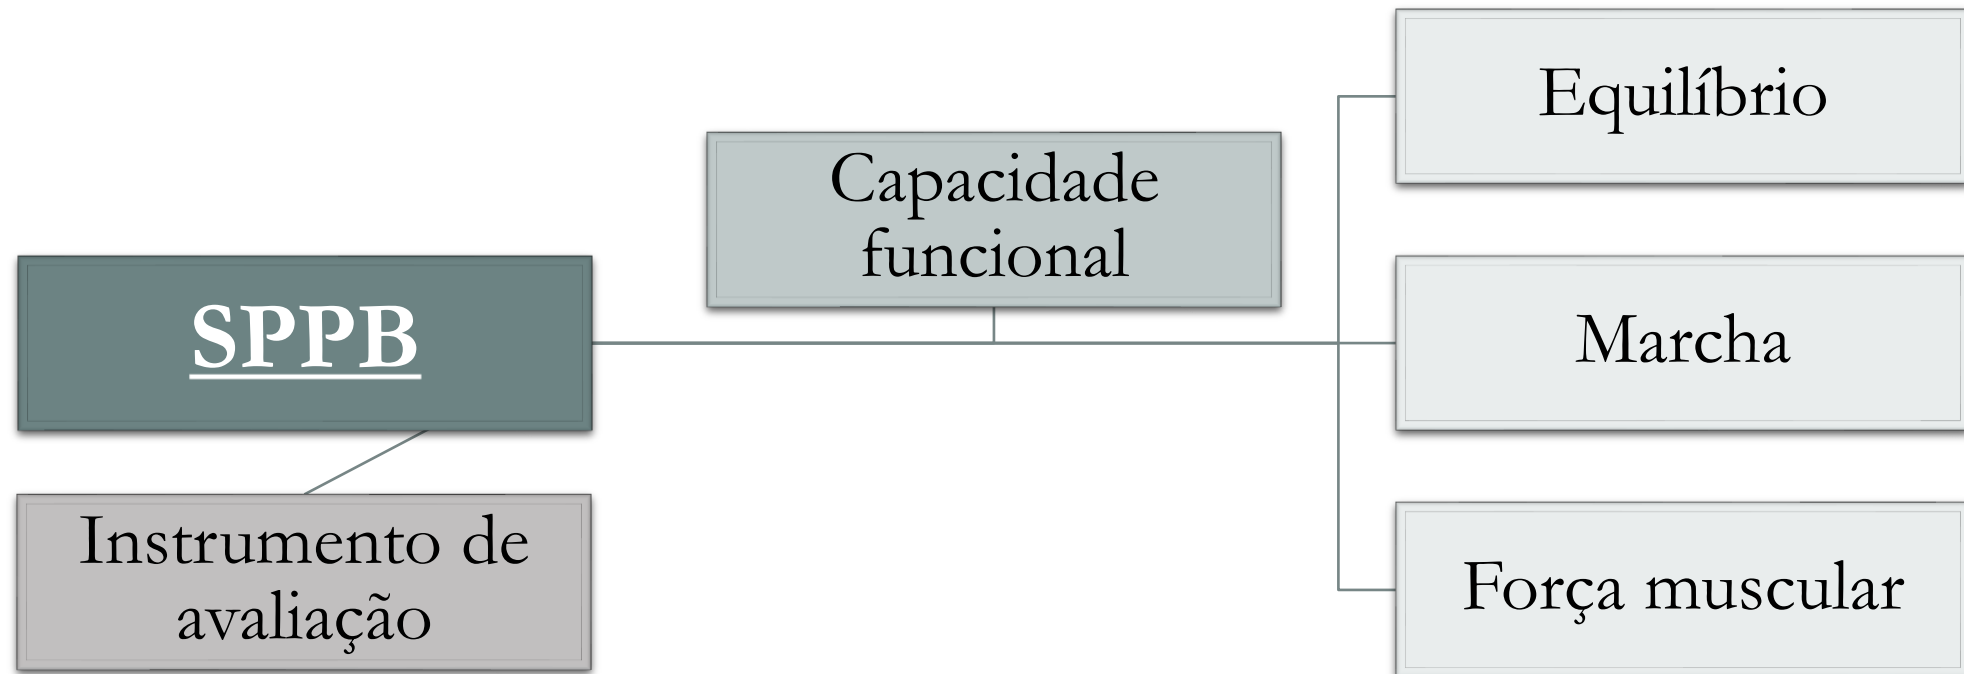 SPPB
Instrumento de
avaliação
Capacidade
funcional
Equilíbrio
Marcha
Força muscular